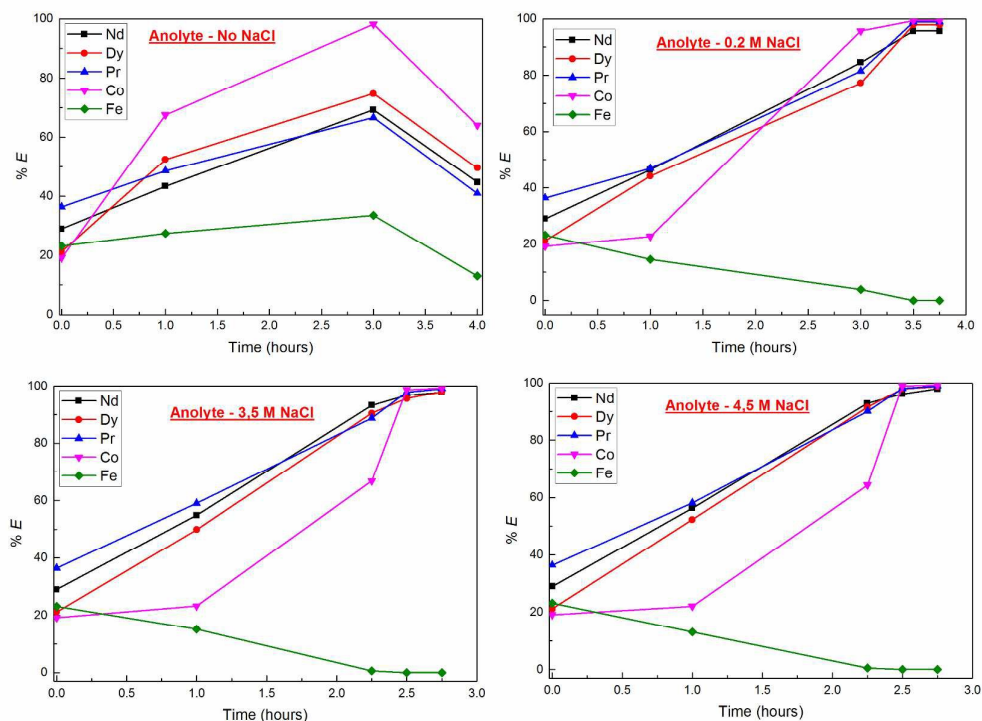 Anolyte - No NaCl
Nd
Dy
Pr
Co
Fe
% E
100
80
60
40
20
0
0.0 0.5 1.0 1.5 2.0 2.5 3.0 3.5 4.0
Time (hours)
Anolyte - 0.2 M NaCl
Nd
Dy
Pr
Co
Fe
% E
100
80
60
40
20
0
0.0 0.5 1.0 1.5 2.0 2.5 3.0 3.5 4.0
Time (hours)
Anolyte - 3,5 M NaCl
Nd
Dy
Pr
Co
Fe
% E
100
80
60
40
20
0
0.0 0.5 1.0 1.5 2.0 2.5 3.0
Time (hours)
Anolyte - 4,5 M NaCl
Nd
Dy
Pr
Co
Fe
% E
100
80
60
40
20
0
0.0 0.5 1.0 1.5 2.0 2.5 3.0
Time (hours)